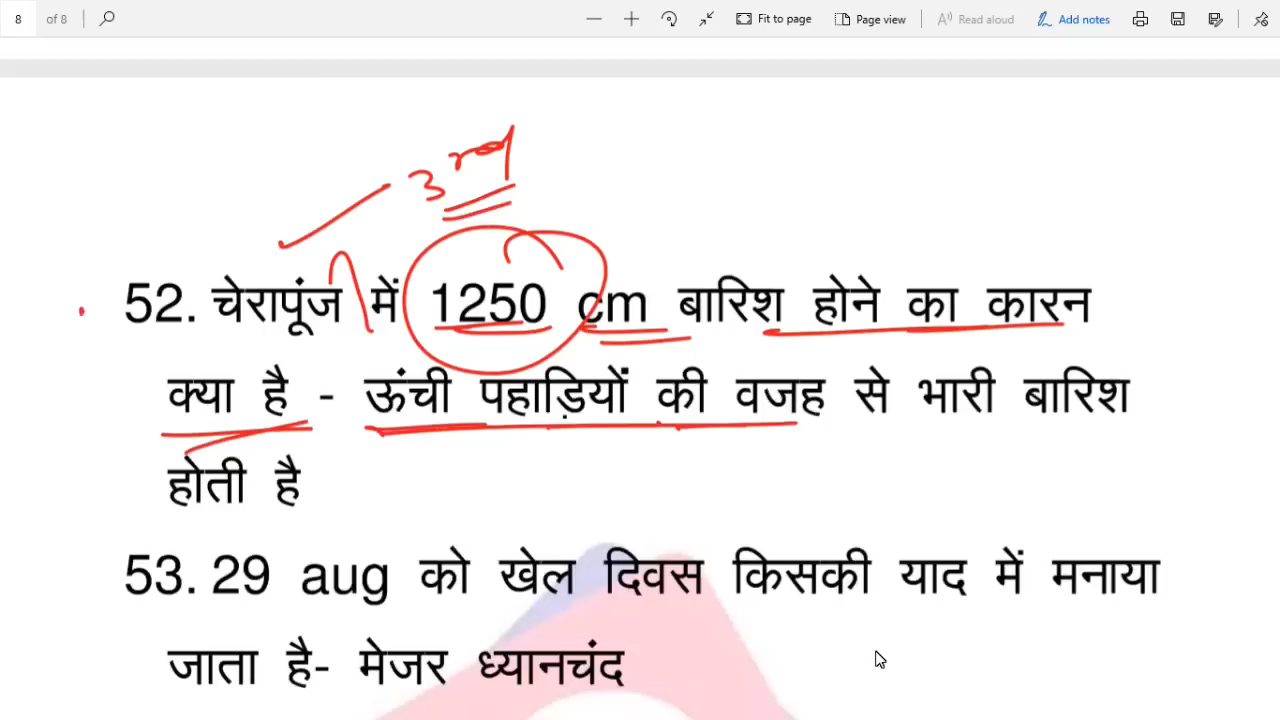 8 of 8 Fit to page Page view Read aloud Add notes
3rd
52. चेरापूंज में 1250 cm बारिश होने का कारन
क्या है - ऊंची पहाड़ियों की वजह से भारी बारिश
होती है
53. 29 aug को खेल दिवस किसकी याद में मनाया
जाता है- मेजर ध्यानचंद